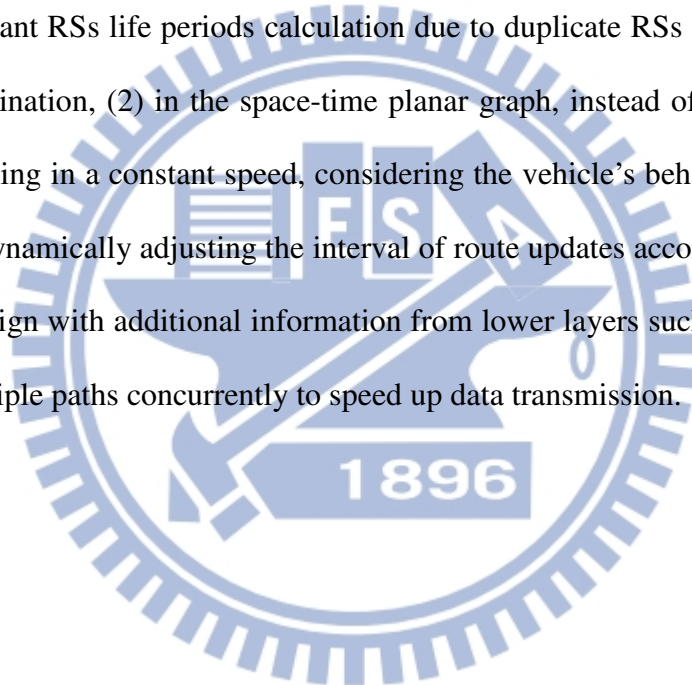 ant RSs life periods calculation due to duplicate RSs
ination, (2) in the space-time planar graph, instead of
ing in a constant speed, considering the vehicle's beh
ynamically adjusting the interval of route updates acco
ign with additional information from lower layers suc
iple paths concurrently to speed up data transmission.
E S A
1896